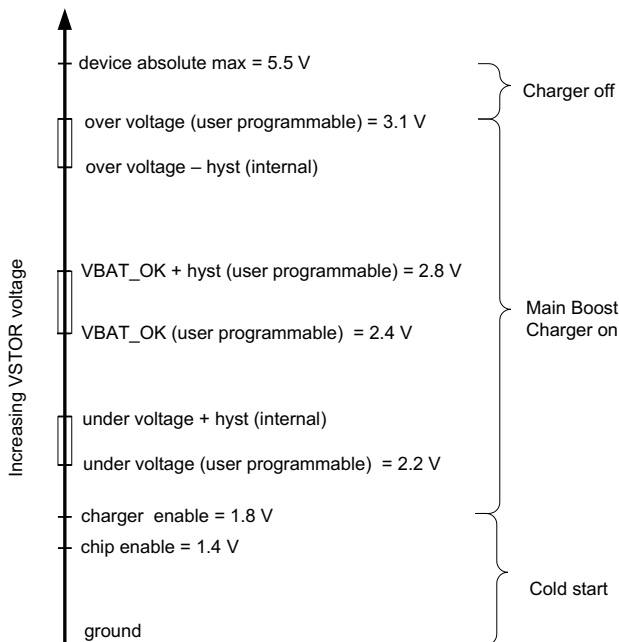 device absolute max = 5.5 V
Charger off
over voltage (user programmable) = 3.1 V
over voltage – hyst (internal)
VBAT_OK + hyst (user programmable) = 2.8 V
Main Boost
Charger on
VBAT_OK (user programmable) = 2.4 V
Increasing VSTOR voltage
under voltage + hyst (internal)
under voltage (user programmable) = 2.2 V
charger enable = 1.8 V
chip enable = 1.4 V
Cold start
ground